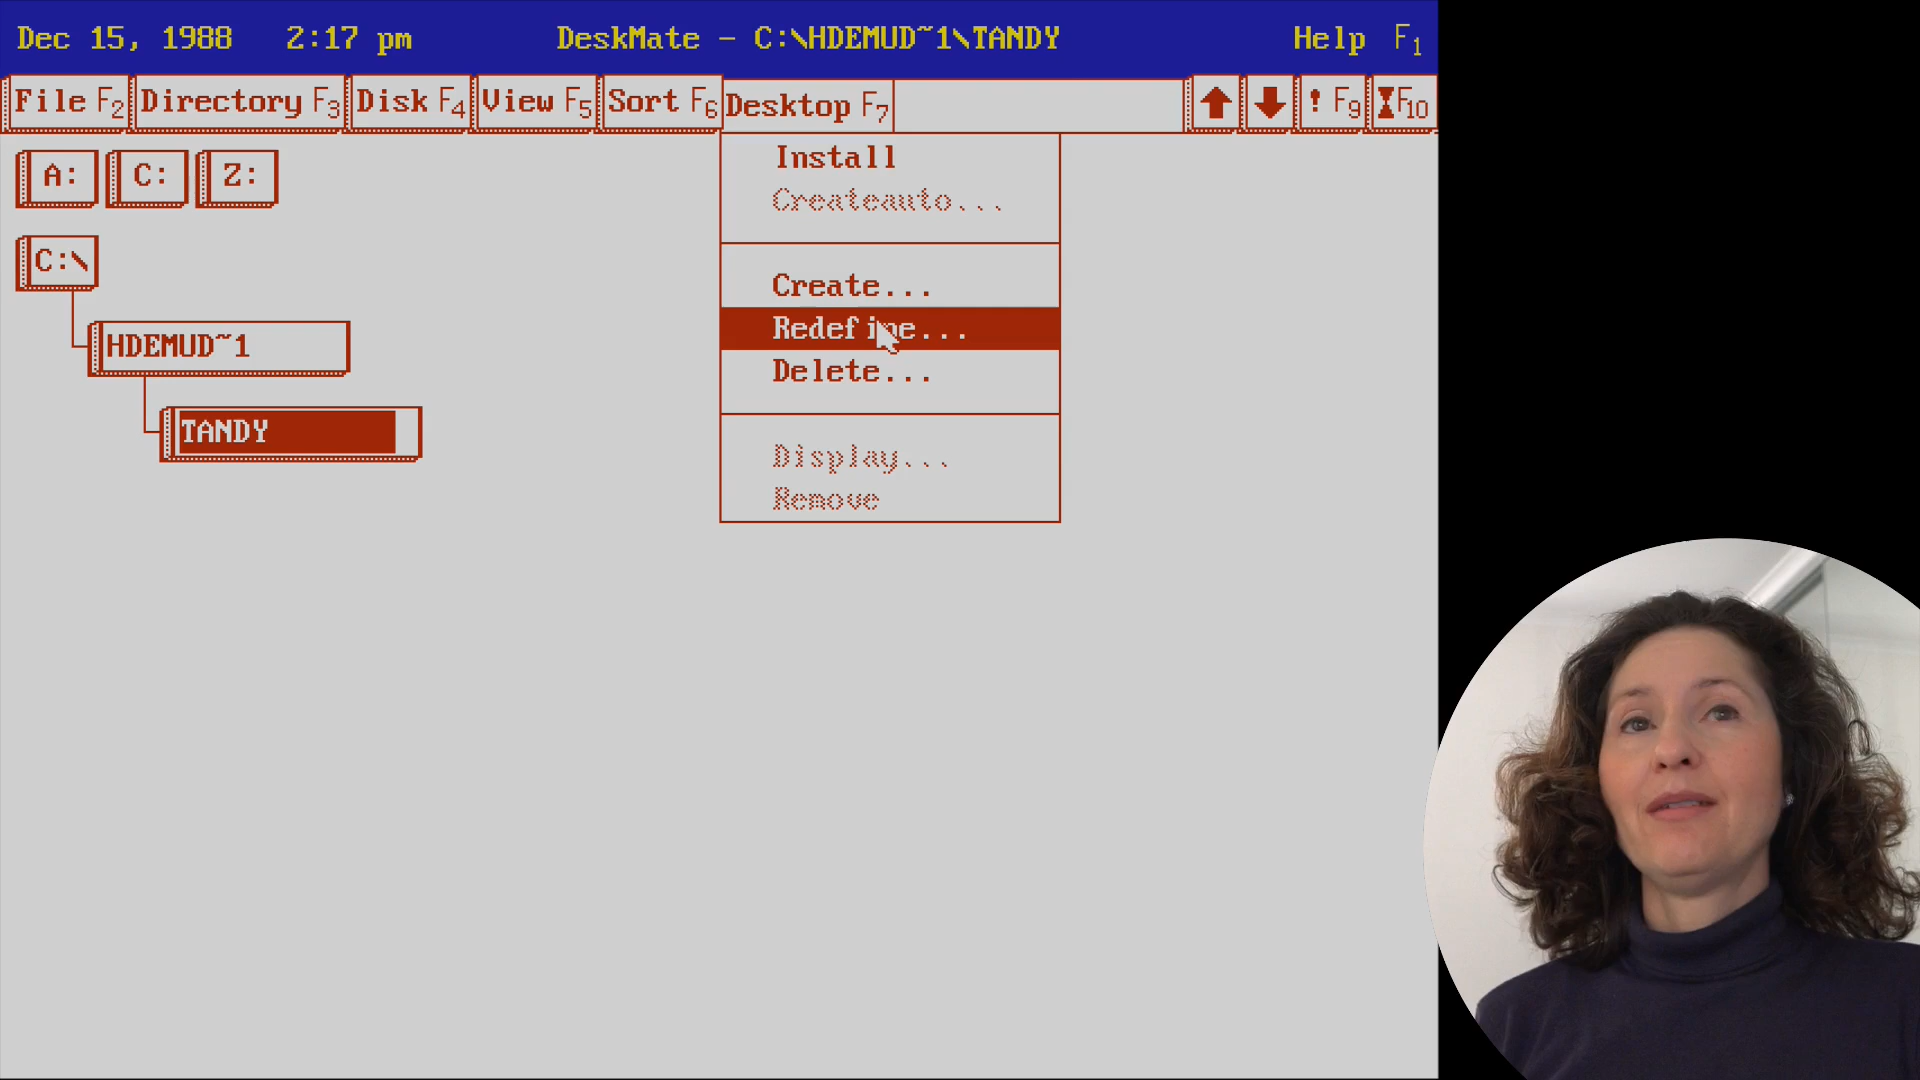 Dec 15, 1988 2:17 pm DeskMate - C:\HDEMUD~1\TANDY Help F1
File F2 Directory F3 Disk F4 View F5 Sort F6 Desktop F7 ! F9 F10
A: C: Z:
C:\
HDEMUD~1
TANDY
Install
Createauto...
Create...
Redefine...
Delete...
Display...
Remove